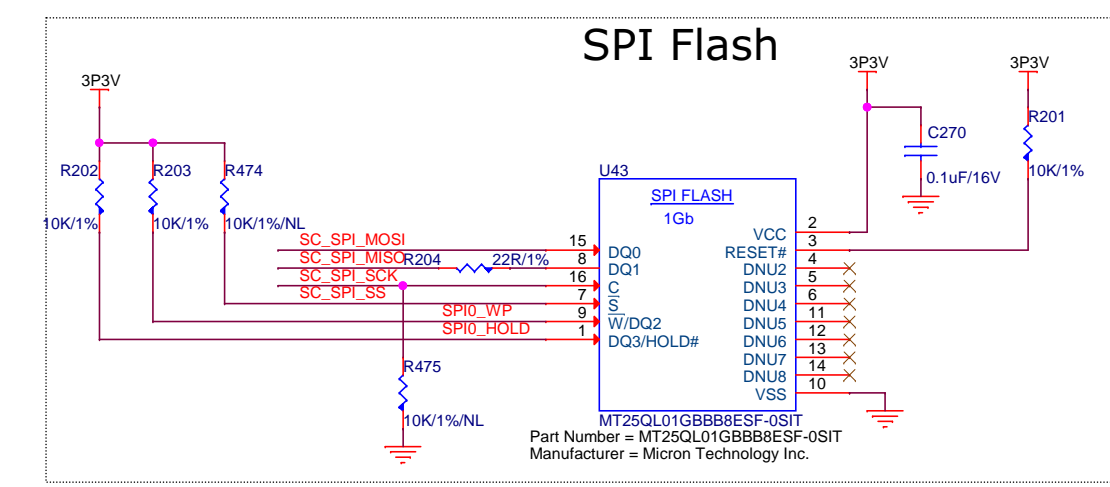 SPI Flash
3P3V
3P3V
3P3V
R201
C270
10K/1%
0.1uF/16V
R202
R203
R474
U43
10K/1%
10K/1%
10K/1%/NL
SPI FLASH
1Gb
SC_SPI_MOSI
15
DQ0
SC_SPI_MISO
R204
22R/1%
8
DQ1
SC_SPI_SCK
16
C
SC_SPI_SS
7
S
SPI0_WP
9
W/DQ2
SPI0_HOLD
1
DQ3/HOLD#
VCC
2
RESET#
3
DNU2
4
DNU3
5
DNU4
6
DNU5
11
DNU6
12
DNU7
13
DNU8
14
VSS
10
R475
10K/1%/NL
MT25QL01GBBB8ESF-0SIT
Part Number = MT25QL01GBBB8ESF-0SIT
Manufacturer = Micron Technology Inc.